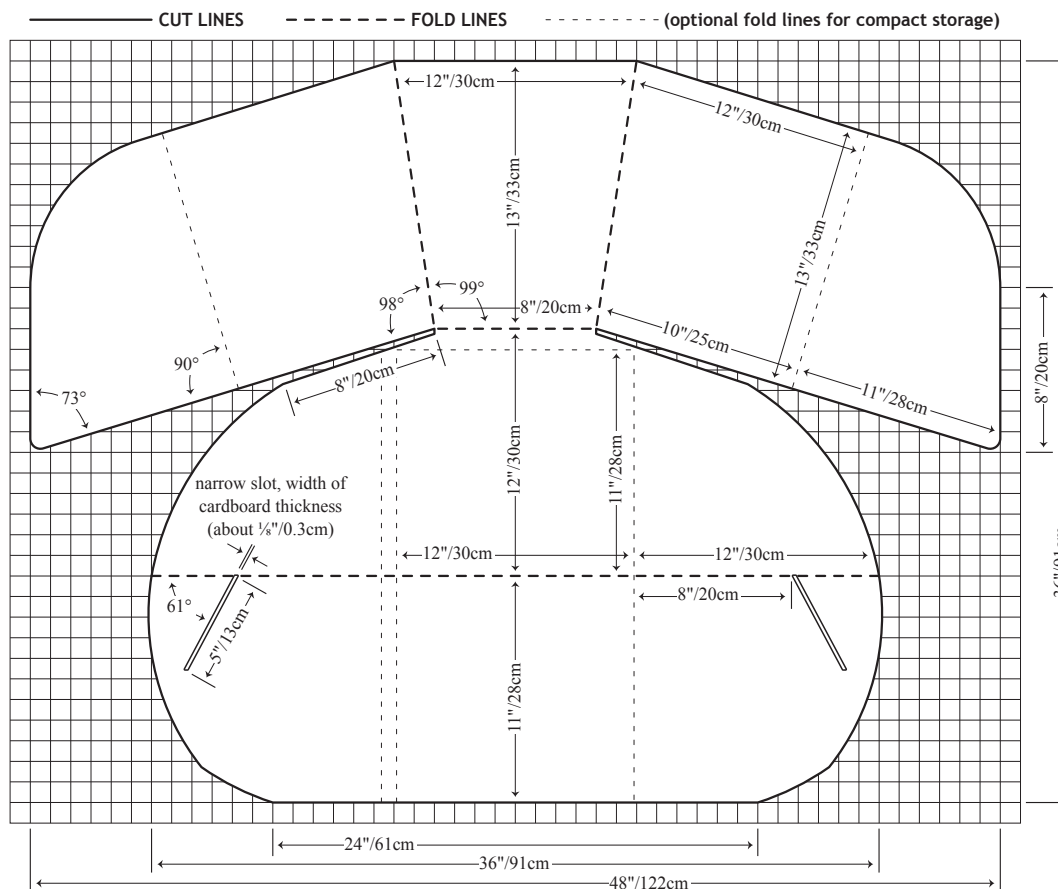 CUT LINES
FOLD LINES
(optional fold lines for compact storage)
12"/30cm
12"/30cm
13"/33cm
13"/33cm
98°
99°
8"/20cm
10"/25cm
90°
8"/20cm
73°
11"/28cm
8"/20cm
12"/30cm
11"/28cm
narrow slot, width of
cardboard thickness
(about ⅛"/0.3cm)
12"/30cm
12"/30cm
61°
8"/20cm
5"/13cm
11"/28cm
36"/91cm
24"/61cm
36"/91cm
48"/122cm